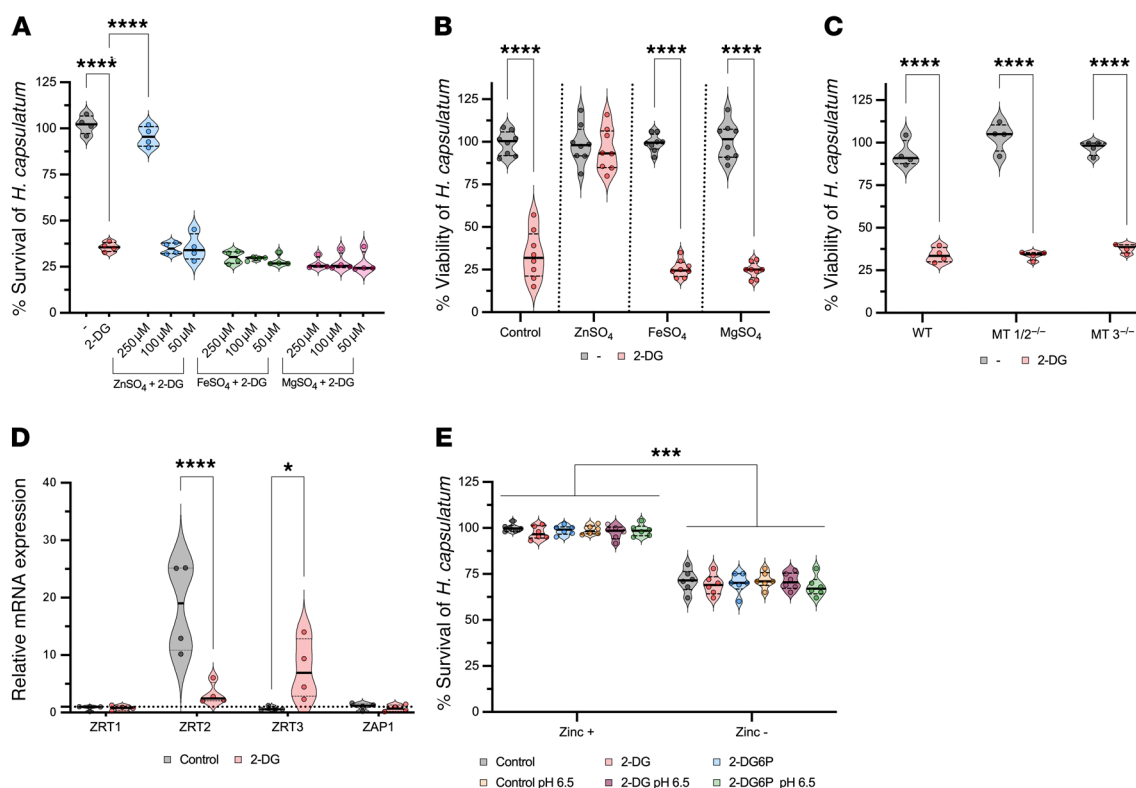 A
% Survival of H. capsulatum
125
100
75
50
25
0
****
****
-
2-DG
250 µM
100 µM
50 µM
250 µM
100 µM
50 µM
250 µM
100 µM
50 µM
ZnSO4 + 2-DG
FeSO4 + 2-DG
MgSO4 + 2-DG
B
% Viability of H. capsulatum
125
100
75
50
25
0
****
****
****
Control
ZnSO4
FeSO4
MgSO4
- 2-DG
C
% Viability of H. capsulatum
125
100
75
50
25
0
****
****
****
WT
MT 1/2−/−
MT 3−/−
- 2-DG
D
Relative mRNA expression
40
30
20
10
0
****
*
ZRT1
ZRT2
ZRT3
ZAP1
Control 2-DG
E
% Survival of H. capsulatum
125
100
75
50
25
0
***
Zinc +
Zinc -
Control 2-DG 2-DG6P
Control pH 6.5 2-DG pH 6.5 2-DG6P pH 6.5